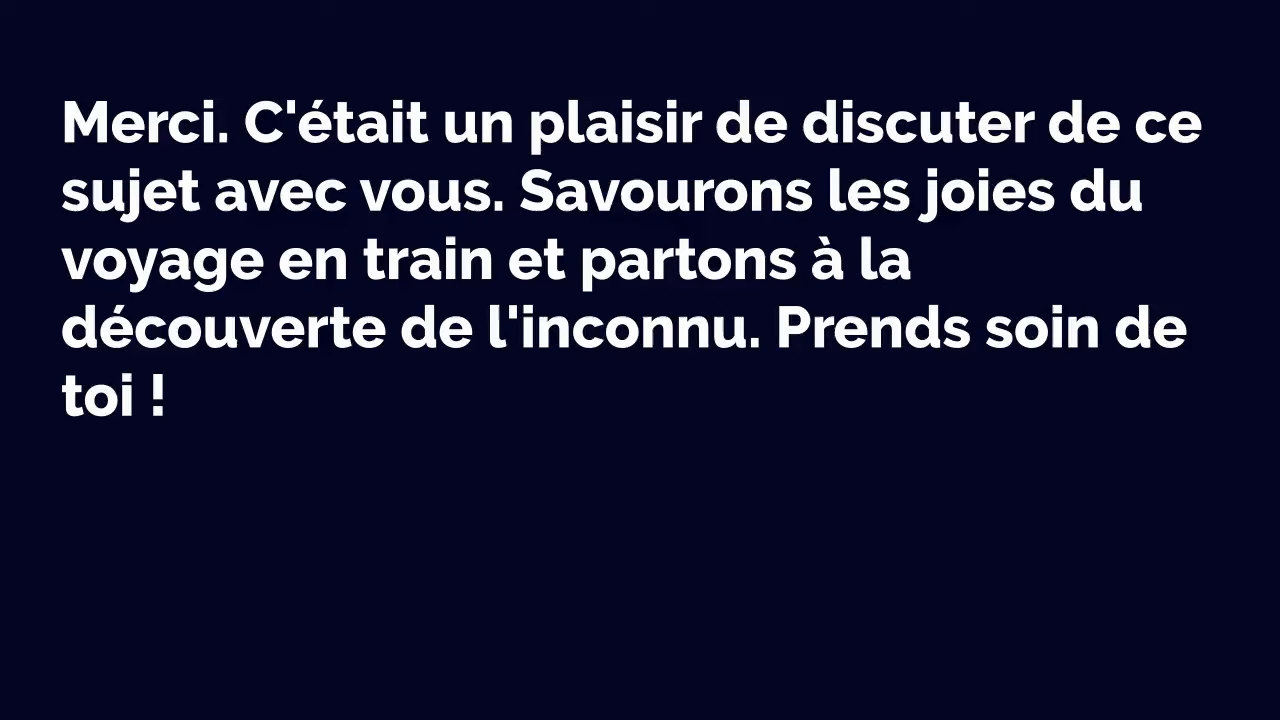 Merci. C'était un plaisir de discuter de ce
sujet avec vous. Savourons les joies du
voyage en train et partons à la
découverte de l'inconnu. Prends soin de
toi !